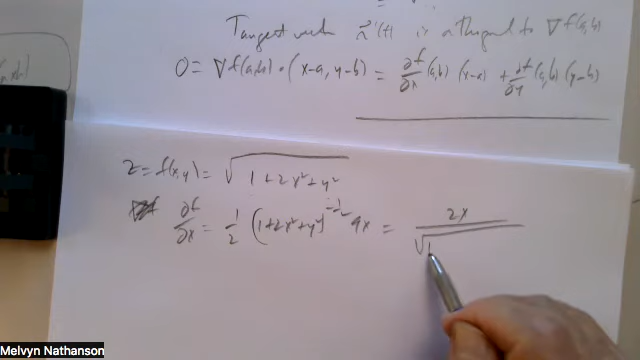 Tangent vector r'(t) is orthogonal to ∇f(a,b)
0 = ∇f(a,b) • (x-a, y-b) = ∂f/∂x (a,b) (x-a) + ∂f/∂y (a,b) (y-b)
z = f(x,y) = √(1+2x²+y²)
∂f/∂x = 1/2 (1+2x²+y²)^(-1/2) 4x = 2x/√1
Melvyn Nathanson